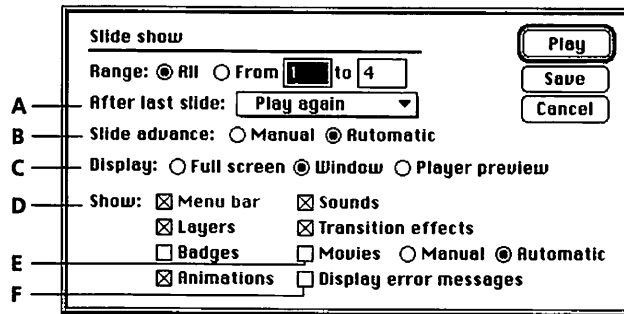 Slide show
Play
Range: All From 1 to 4
Save
A After last slide: Play again
Cancel
B Slide advance: Manual Automatic
C Display: Full screen Window Player preview
D Show: Menu bar Sounds
Layers Transition effects
Badges Movies Manual Automatic
E
Animations Display error messages
F